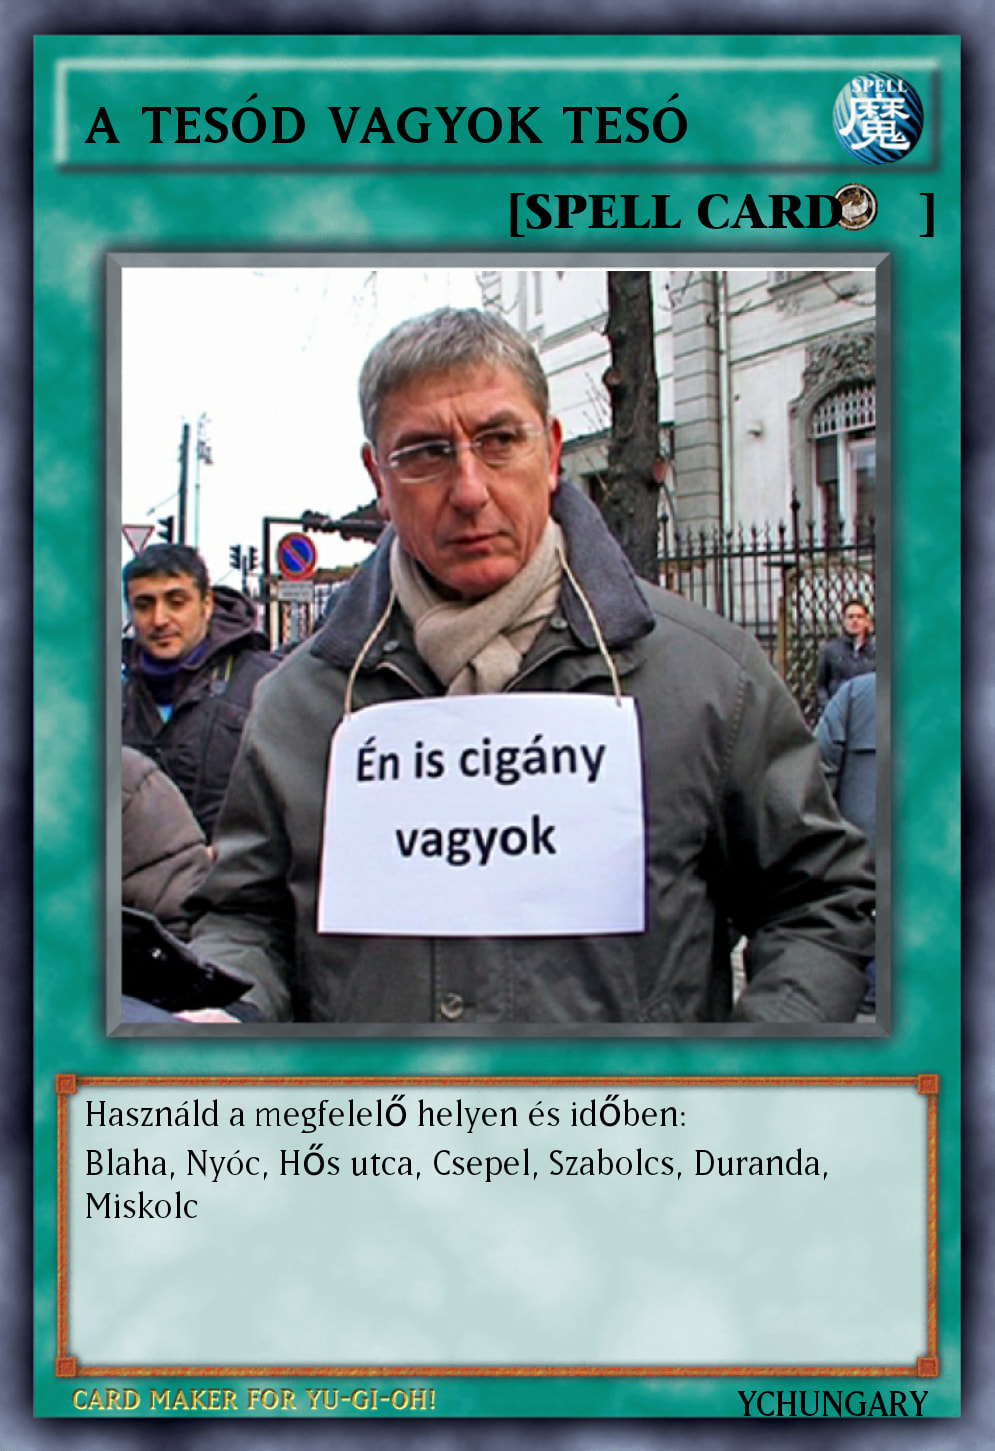 A TESÓD VAGYOK TESÓ
SPELL
魔
[SPELL CARD ]
Én is cigány
vagyok
Használd a megfelelő helyen és időben:
Blaha, Nyóc, Hős utca, Csepel, Szabolcs, Duranda,
Miskolc
CARD MAKER FOR YU-GI-OH!
YCHUNGARY